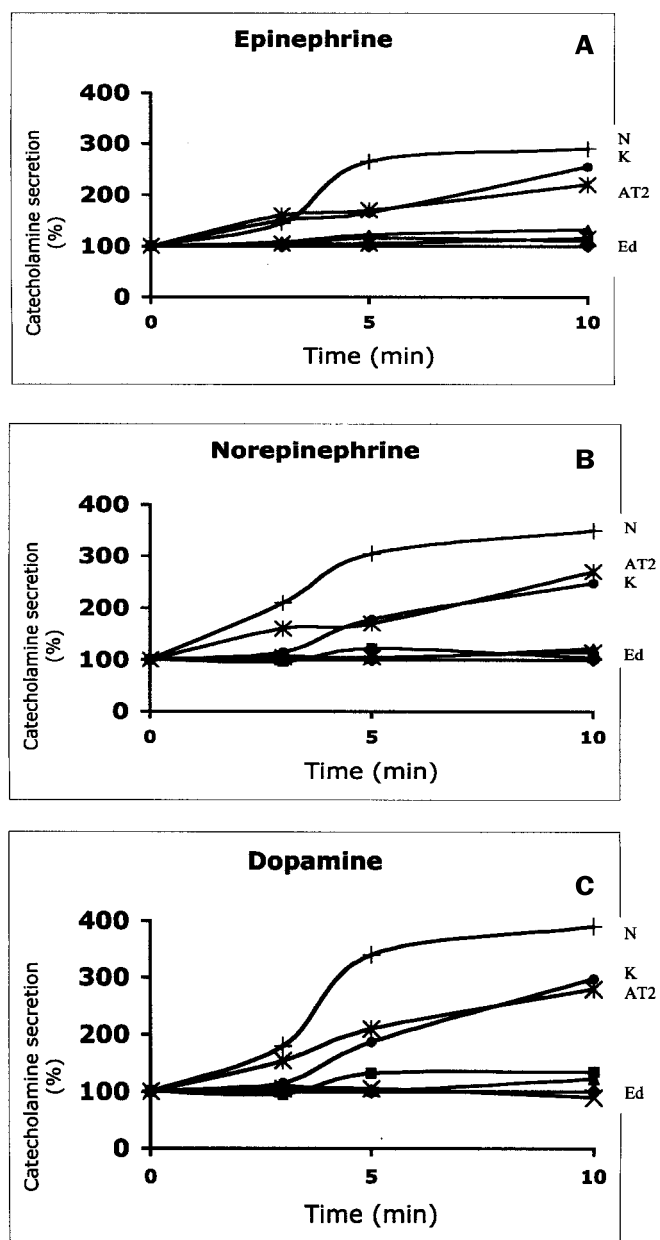 Epinephrine
A
Catecholamine secretion
(%)
400
300
200
100
0
N
K
AT2
Ed
0
5
10
Time (min)
Norepinephrine
B
Catecholamine secretion
(%)
400
300
200
100
0
N
AT2
K
Ed
0
5
10
Time (min)
Dopamine
C
Catecholamine secretion
(%)
400
300
200
100
0
N
K
AT2
Ed
0
5
10
Time (min)